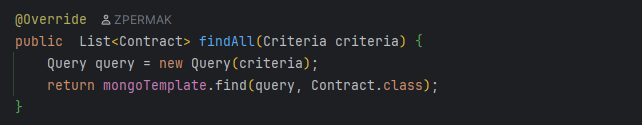 @Override ZPERMAK
public  List<Contract> findAll(Criteria criteria) {
    Query query = new Query(criteria);
    return mongoTemplate.find(query, Contract.class);
}